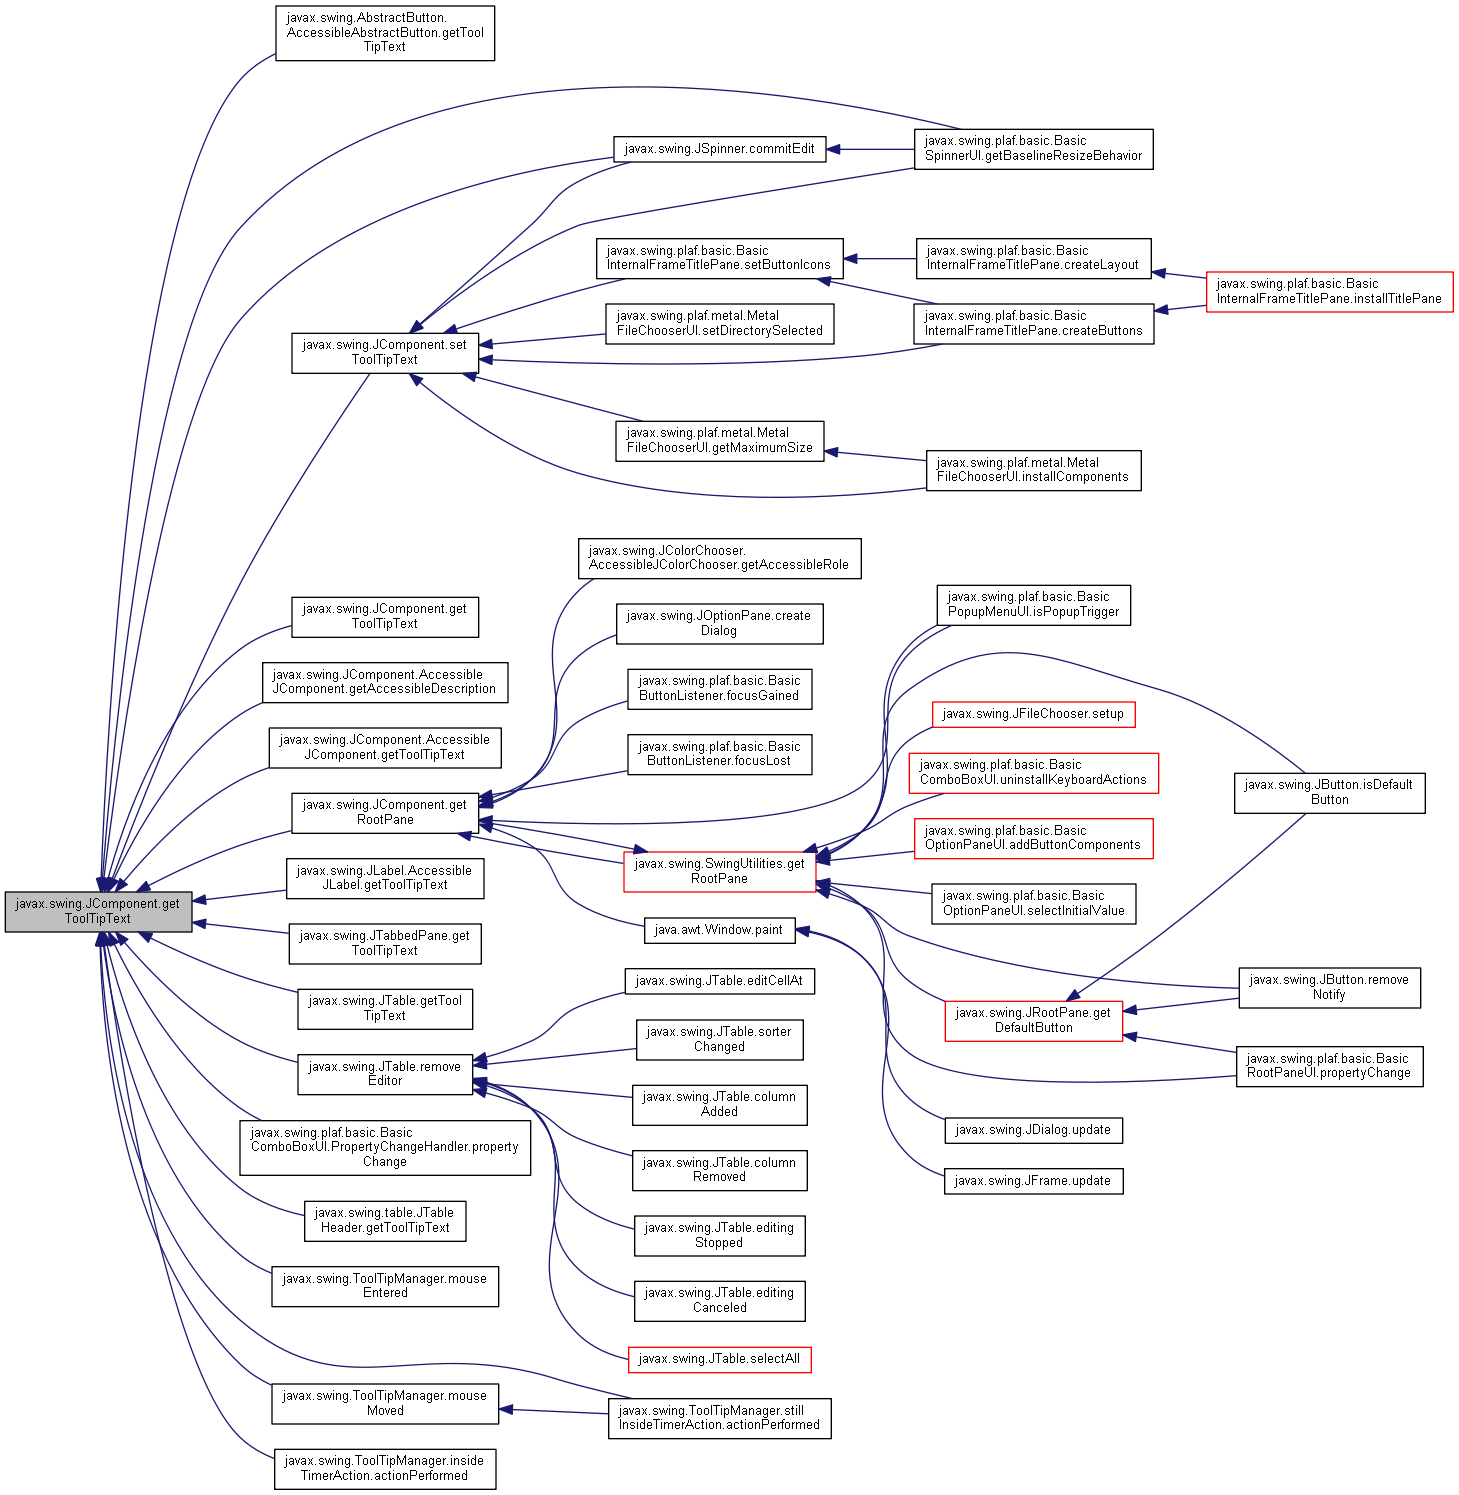 javax.swing.AbstractButton.
AccessibleAbstractButton.getTool
TipText
javax.swing.JSpinner.commitEdit
javax.swing.plaf.basic.Basic
SpinnerUI.getBaselineResizeBehavior
javax.swing.plaf.basic.Basic
InternalFrameTitlePane.setButtonIcons
javax.swing.plaf.basic.Basic
InternalFrameTitlePane.createLayout
javax.swing.plaf.basic.Basic
InternalFrameTitlePane.installTitlePane
javax.swing.plaf.metal.Metal
FileChooserUI.setDirectorySelected
javax.swing.plaf.basic.Basic
InternalFrameTitlePane.createButtons
javax.swing.JComponent.set
ToolTipText
javax.swing.plaf.metal.Metal
FileChooserUI.getMaximumSize
javax.swing.plaf.metal.Metal
FileChooserUI.installComponents
javax.swing.JColorChooser.
AccessibleJColorChooser.getAccessibleRole
javax.swing.JComponent.get
ToolTipText
javax.swing.JOptionPane.create
Dialog
javax.swing.plaf.basic.Basic
PopupMenuUI.isPopupTrigger
javax.swing.JComponent.Accessible
JComponent.getAccessibleDescription
javax.swing.plaf.basic.Basic
ButtonListener.focusGained
javax.swing.JFileChooser.setup
javax.swing.JComponent.Accessible
JComponent.getToolTipText
javax.swing.plaf.basic.Basic
ButtonListener.focusLost
javax.swing.plaf.basic.Basic
ComboBoxUI.uninstallKeyboardActions
javax.swing.JButton.isDefault
Button
javax.swing.JComponent.get
RootPane
javax.swing.plaf.basic.Basic
OptionPaneUI.addButtonComponents
javax.swing.SwingUtilities.get
RootPane
javax.swing.JLabel.Accessible
JLabel.getToolTipText
javax.swing.JComponent.get
ToolTipText
javax.swing.plaf.basic.Basic
OptionPaneUI.selectInitialValue
java.awt.Window.paint
javax.swing.JTabbedPane.get
ToolTipText
javax.swing.JTable.editCellAt
javax.swing.JButton.remove
Notify
javax.swing.JTable.getTool
TipText
javax.swing.JRootPane.get
DefaultButton
javax.swing.JTable.sorter
Changed
javax.swing.plaf.basic.Basic
RootPaneUI.propertyChange
javax.swing.JTable.remove
Editor
javax.swing.JTable.column
Added
javax.swing.JDialog.update
javax.swing.plaf.basic.Basic
ComboBoxUI.PropertyChangeHandler.property
Change
javax.swing.JTable.column
Removed
javax.swing.JFrame.update
javax.swing.table.JTable
Header.getToolTipText
javax.swing.JTable.editing
Stopped
javax.swing.ToolTipManager.mouse
Entered
javax.swing.JTable.editing
Canceled
javax.swing.JTable.selectAll
javax.swing.ToolTipManager.mouse
Moved
javax.swing.ToolTipManager.still
InsideTimerAction.actionPerformed
javax.swing.ToolTipManager.inside
TimerAction.actionPerformed